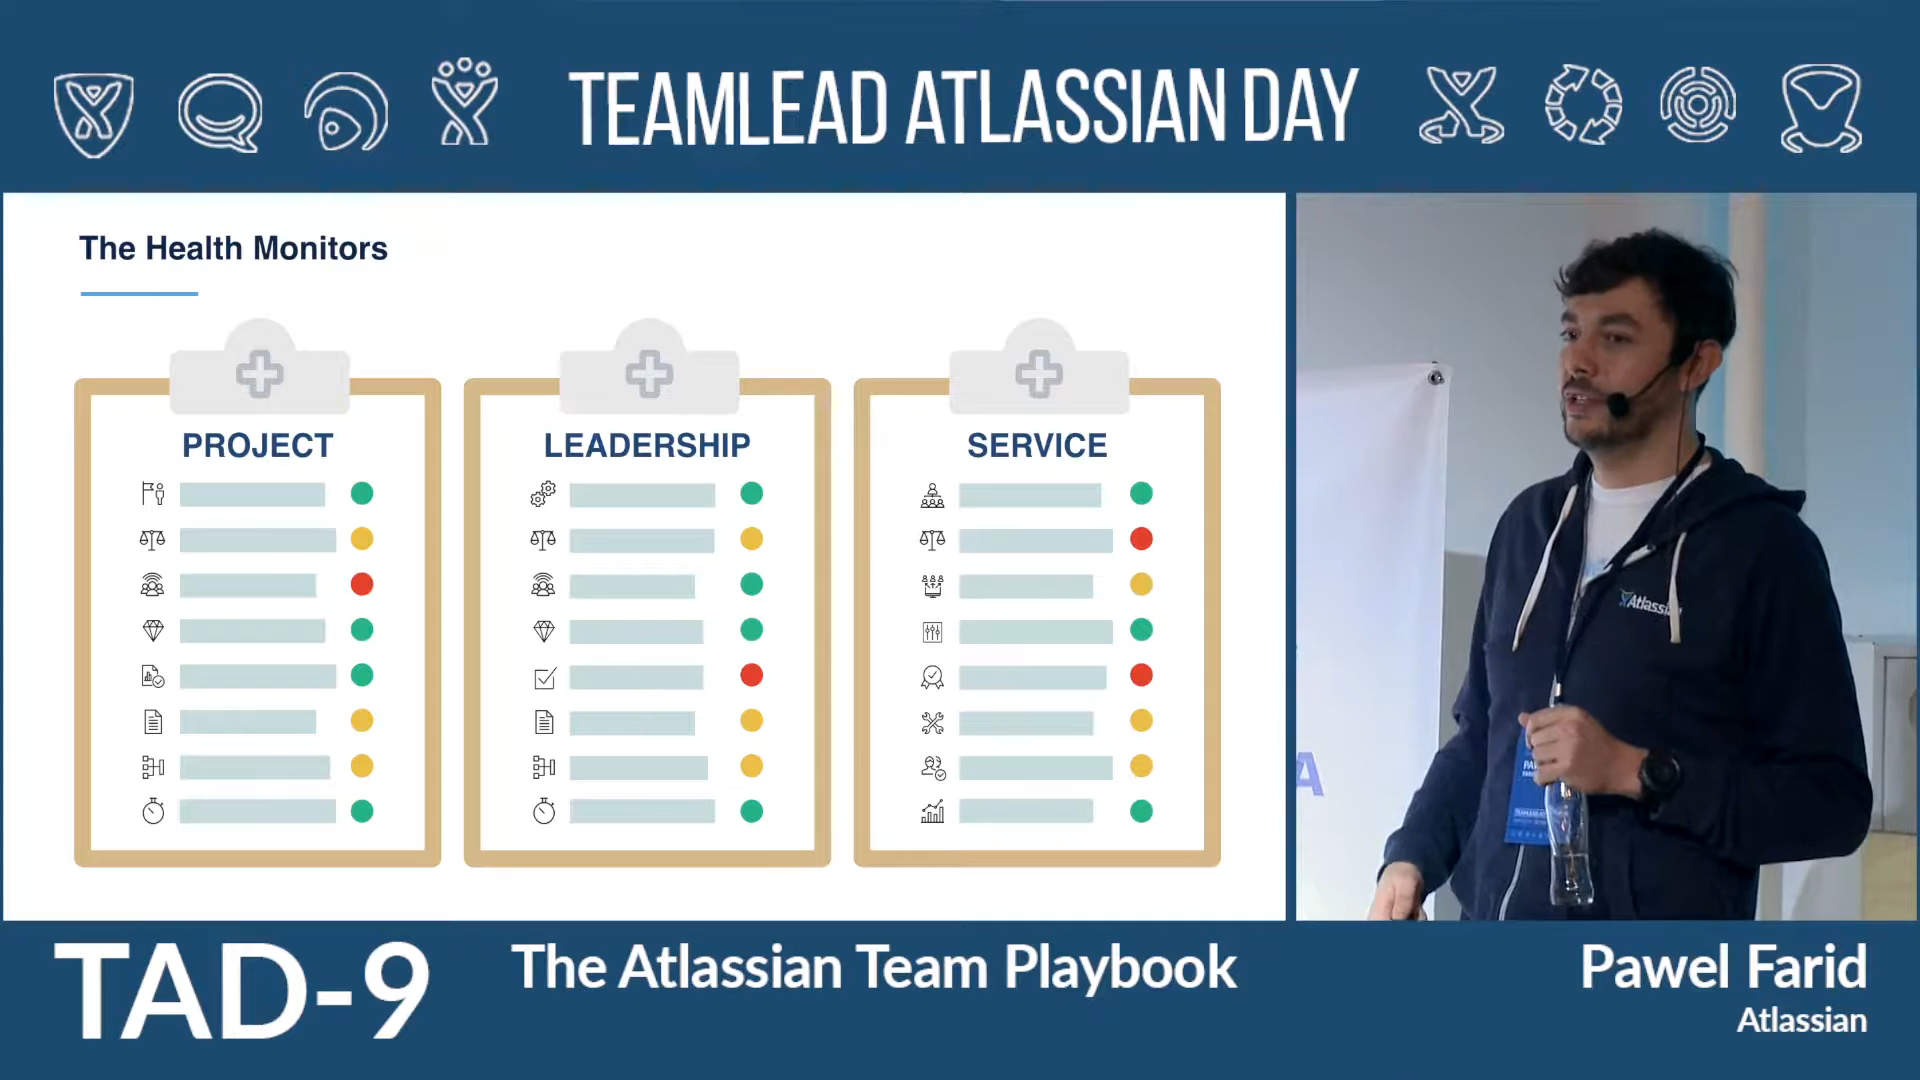 TEAMLEAD ATLASSIAN DAY
The Health Monitors
PROJECT
LEADERSHIP
SERVICE
A
TAD-9
The Atlassian Team Playbook
Pawel Farid
Atlassian